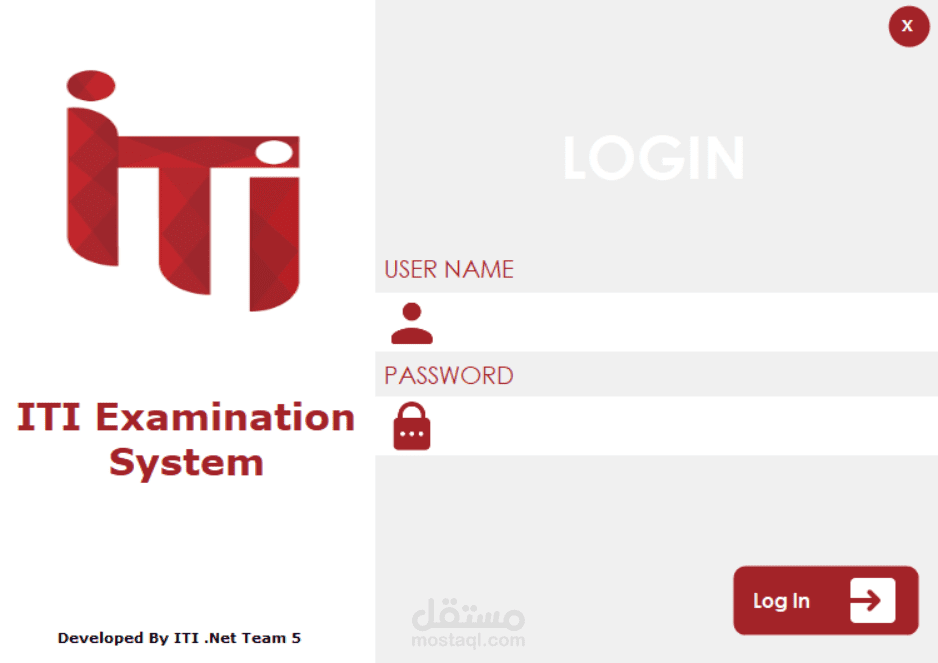 iTi
ITI Examination
System
Developed By ITI .Net Team 5
X
LOGIN
USER NAME
PASSWORD
Log In
مستقل
mostaql.com